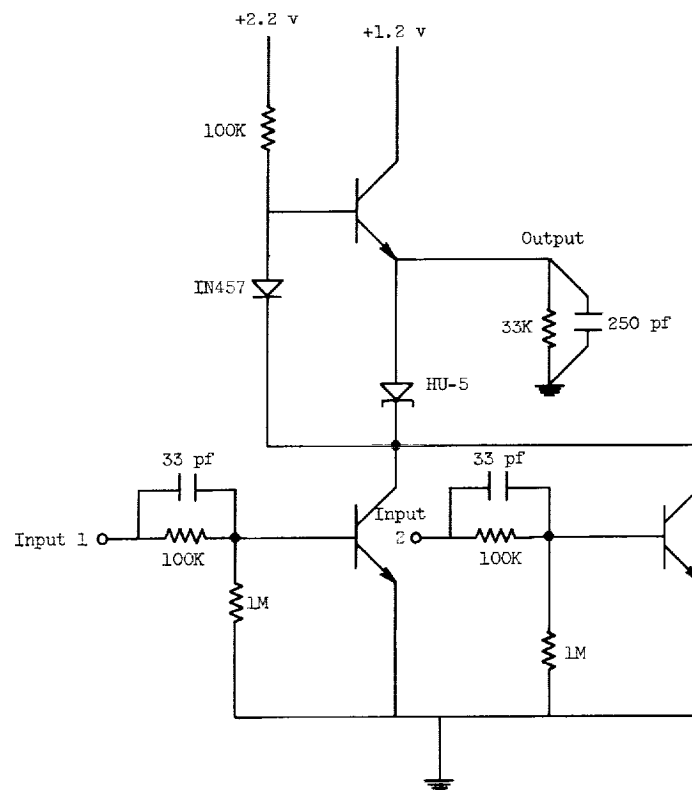 +2.2 v
+1.2 v
100K
Output
IN457
33K
250 pf
HU-5
33 pf
33 pf
Input 1
100K
Input
2
100K
1M
1M